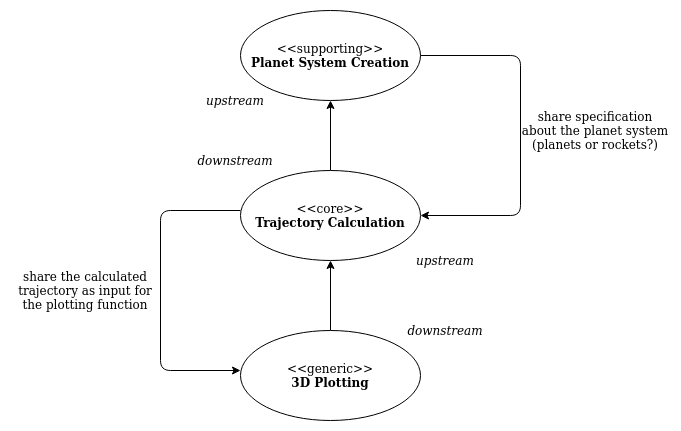 <<supporting>>
Planet System Creation
upstream
share specification
about the planet system
(planets or rockets?)
downstream
<<core>>
Trajectory Calculation
upstream
share the calculated
trajectory as input for
the plotting function
downstream
<<generic>>
3D Plotting